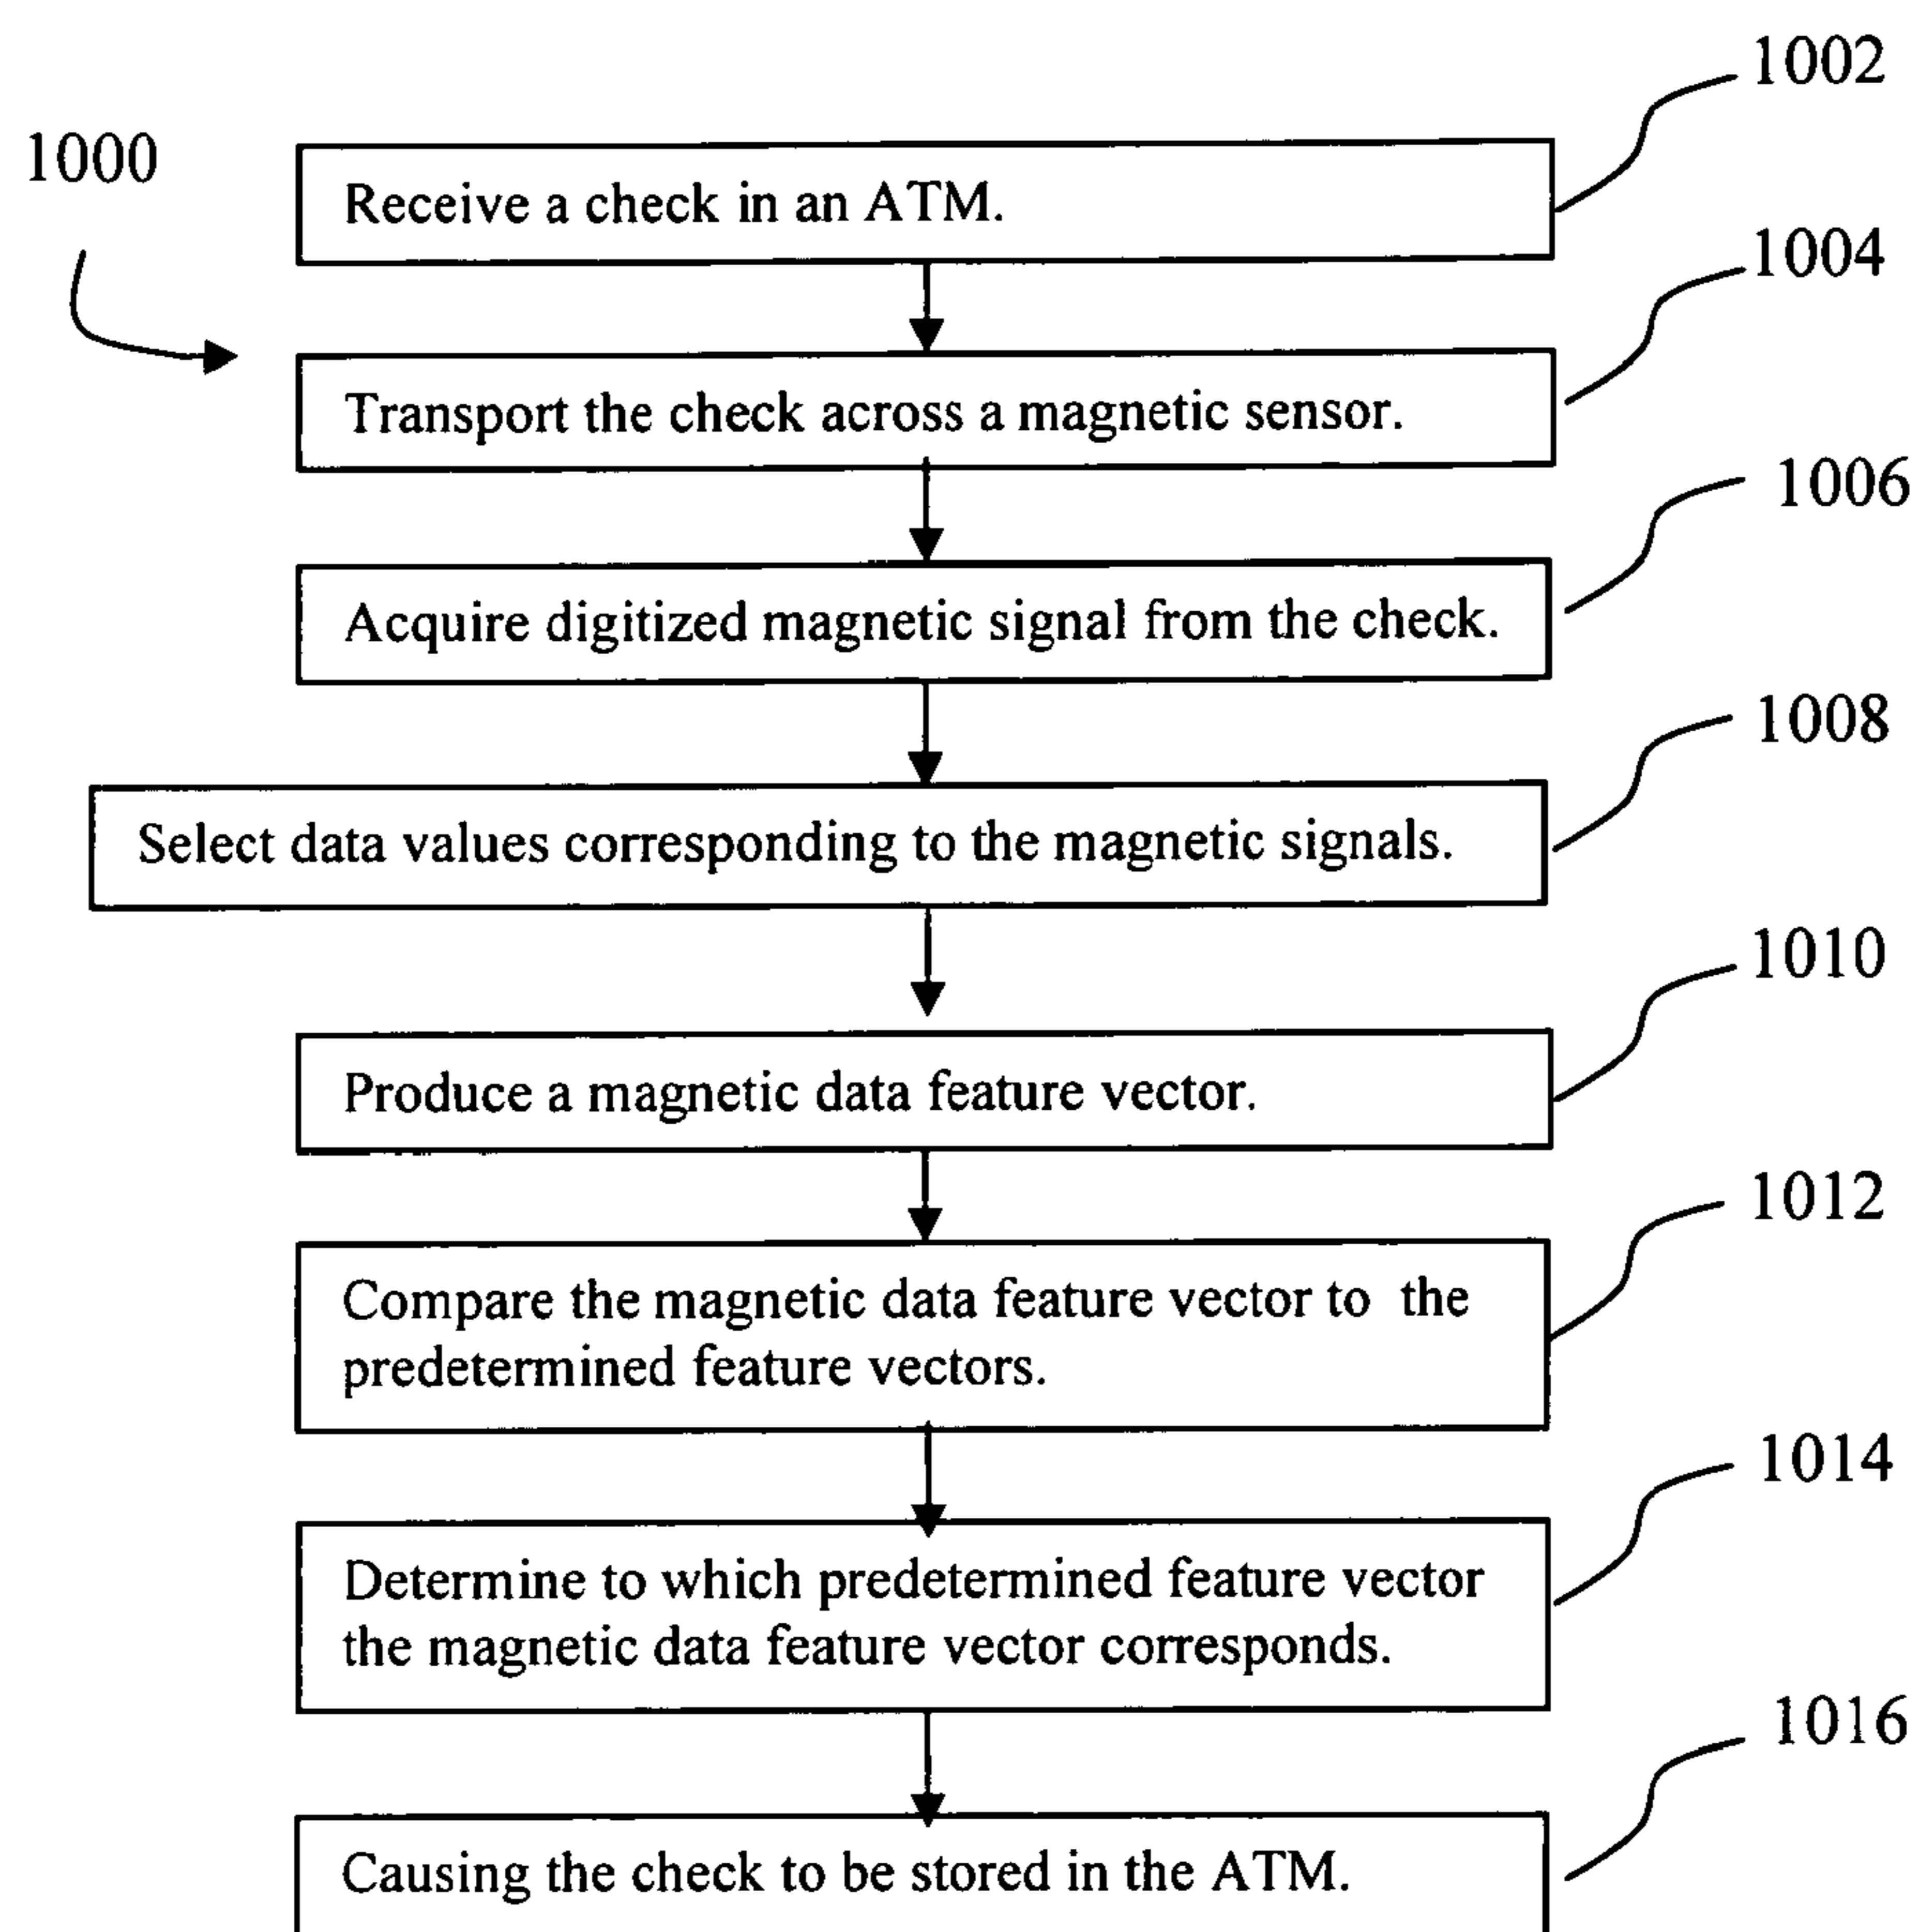 1002
1000
Receive a check in an ATM.
1004
Transport the check across a magnetic sensor.
1006
Acquire digitized magnetic signal from the check.
1008
Select data values corresponding to the magnetic signals.
1010
Produce a magnetic data feature vector.
1012
Compare the magnetic data feature vector to the
predetermined feature vectors.
1014
Determine to which predetermined feature vector
the magnetic data feature vector corresponds.
1016
Causing the check to be stored in the ATM.